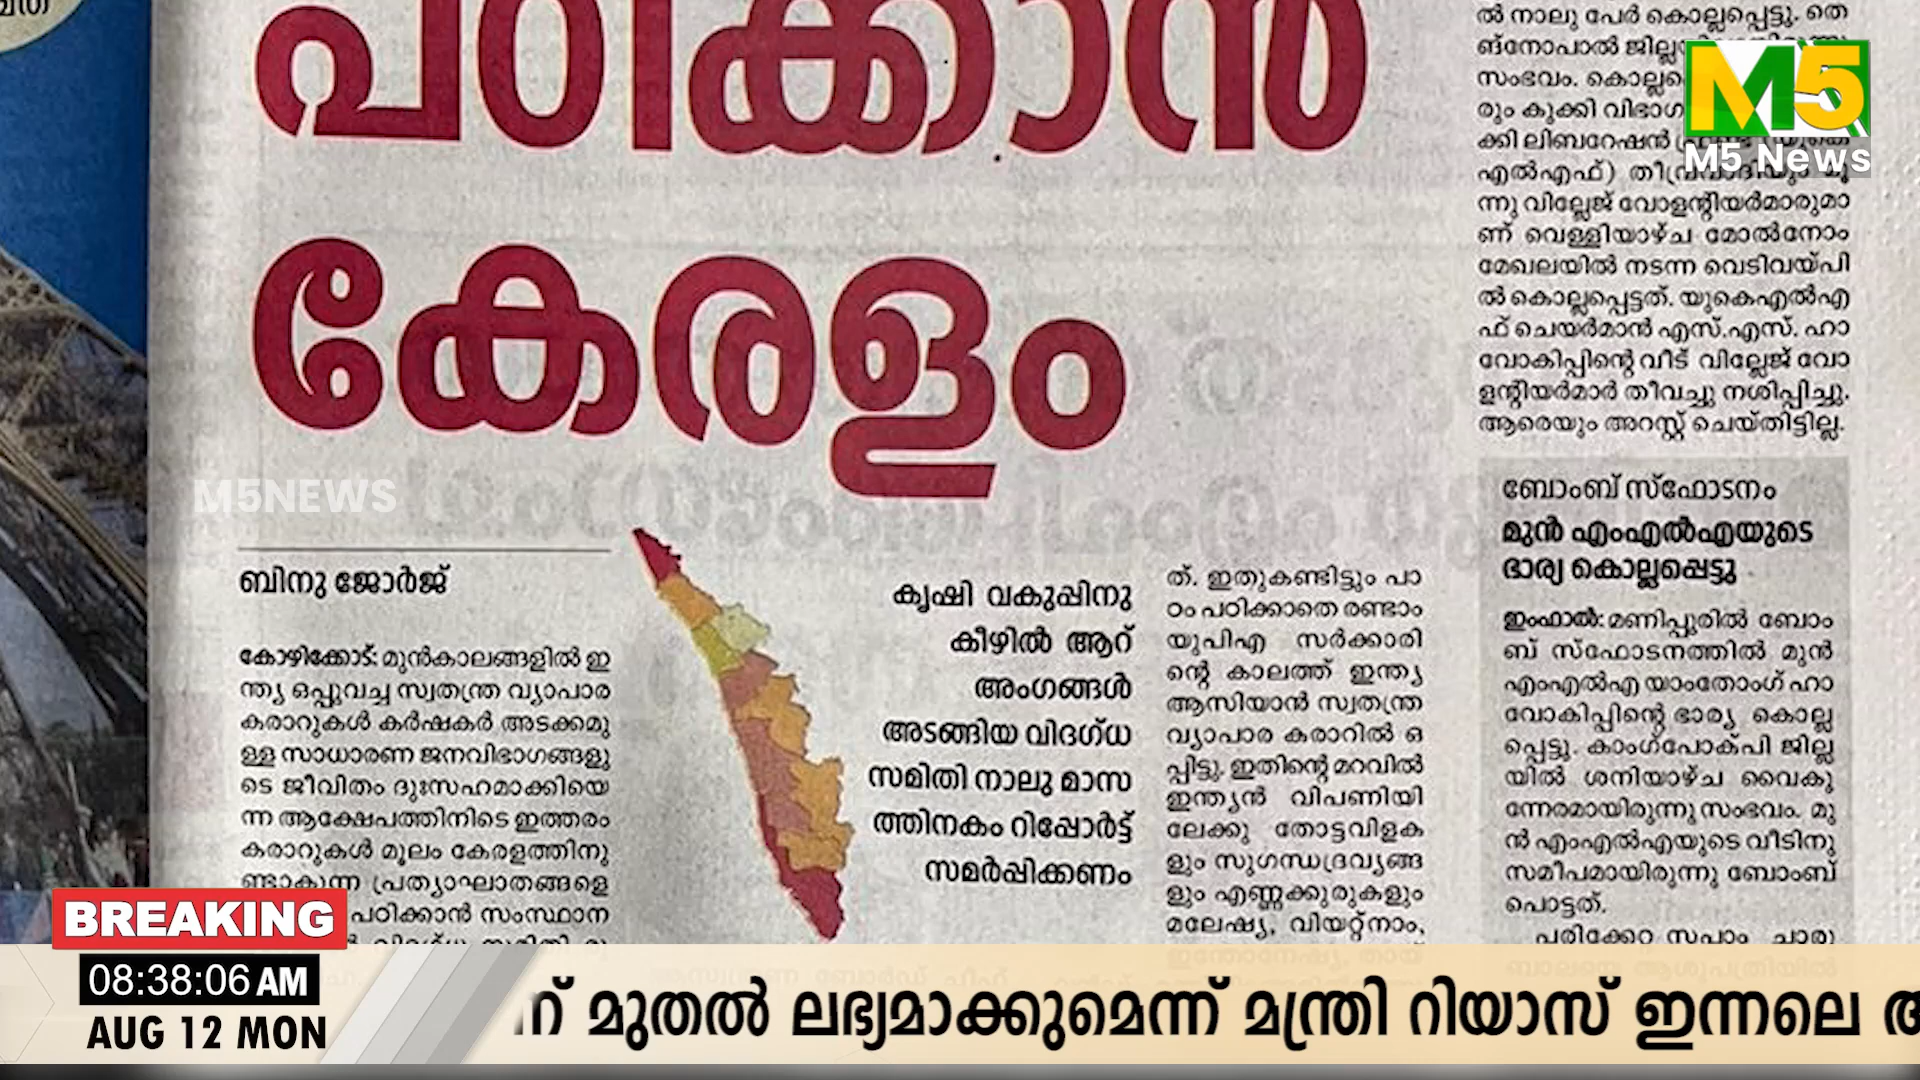 പഠിക്കാൻ
കേരളം
ബിനു ജോർജ്
കോഴിക്കോട്: മുൻകാലങ്ങളിൽ ഇ
ന്ത്യ ഒപ്പുവച്ച സ്വതന്ത്ര വ്യാപാര
കരാറുകൾ കർഷകർ അടക്കമു
ള്ള സാധാരണ ജനവിഭാഗങ്ങളു
ടെ ജീവിതം ദുഃസഹമാക്കിയെ
ന്ന ആക്ഷേപത്തിനിടെ ഇത്തരം
കരാറുകൾ മൂലം കേരളത്തിനു
ണ്ടാകുന്ന പ്രത്യാഘാതങ്ങളെ
പഠിക്കാൻ സംസ്ഥാന
കൃഷി വകുപ്പിനു
കീഴിൽ ആറ്
അംഗങ്ങൾ
അടങ്ങിയ വിദഗ്ധ
സമിതി നാലു മാസ
ത്തിനകം റിപ്പോർട്ട്
സമർപ്പിക്കണം
ത്. ഇതുകണ്ടിട്ടും പാ
ഠം പഠിക്കാതെ രണ്ടാം
യുപിഎ സർക്കാരി
ന്റെ കാലത്ത് ഇന്ത്യ
ആസിയാൻ സ്വതന്ത്ര
വ്യാപാര കരാറിൽ ഒ
പ്പിട്ടു. ഇതിന്റെ മറവിൽ
ഇന്ത്യൻ വിപണിയി
ലേക്കു തോട്ടവിളക
ളും സുഗന്ധദ്രവ്യങ്ങ
ളും എണ്ണക്കുരുകളും
മലേഷ്യ, വിയറ്റ്നാം,
ൽ നാലു പേർ കൊല്ലപ്പെട്ടു. തെ
ങ്നോപാൽ
സംഭവം.
രും കുക്കി
ക്കി ലിബറേഷൻ
എൽഎഫ്)
ന്നു വില്ലേജ് വോളന്റിയർമാരുമാ
ണ് വെള്ളിയാഴ്ച മോൽനോം
മേഖലയിൽ നടന്ന വെടിവയ്പി
ൽ കൊല്ലപ്പെട്ടത്. യുകെഎൽഎ
ഫ് ചെയർമാൻ എസ്.എസ്. ഹാ
വോകിപ്പിന്റെ വീട് വില്ലേജ് വോ
ളന്റിയർമാർ തീവച്ചു നശിപ്പിച്ചു.
ആരെയും അറസ്റ്റ് ചെയ്തിട്ടില്ല.
ബോംബ് സ്ഫോടനം
മുൻ എംഎൽഎയുടെ
ഭാര്യ കൊല്ലപ്പെട്ടു
ഇംഫാൽ: മണിപ്പുരിൽ ബോം
ബ് സ്ഫോടനത്തിൽ മുൻ
എംഎൽഎ യാംതോംഗ് ഹാ
വോകിപ്പിന്റെ ഭാര്യ കൊല്ല
പ്പെട്ടു. കാംഗ്പോക്പി ജില്ല
യിൽ ശനിയാഴ്ച വൈകു
ന്നേരമായിരുന്നു സംഭവം. മു
ൻ എംഎൽഎയുടെ വീടിനു
സമീപമായിരുന്നു ബോംബ്
പൊട്ടത്.
M5 News
M5NEWS
BREAKING
08:38:06 AM
AUG 12 MON
ന് മുതൽ ലഭ്യമാക്കുമെന്ന് മന്ത്രി റിയാസ് ഇന്നലെ